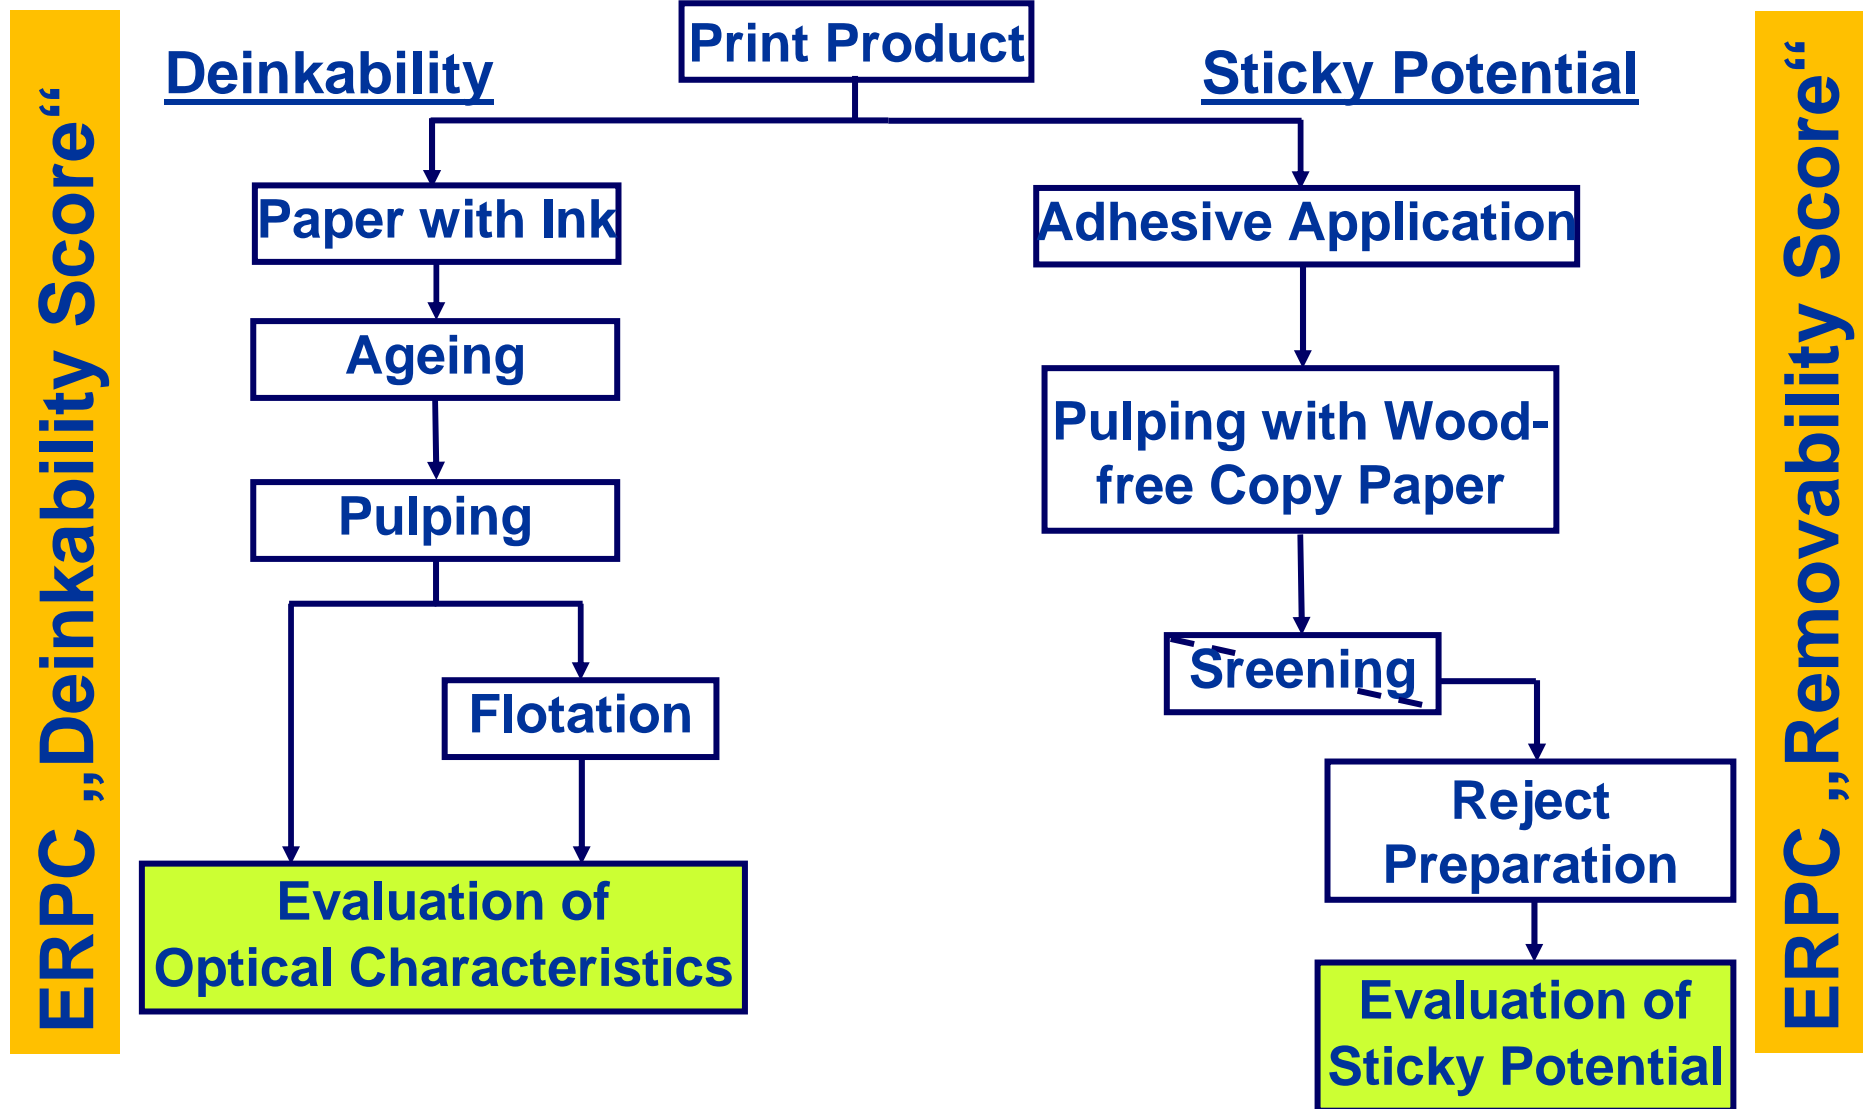 Print Product
Deinkability
Sticky Potential
ERPC „Deinkability Score“
Paper with Ink
Ageing
Pulping
Flotation
Evaluation of
Optical Characteristics
Adhesive Application
Pulping with Wood-
free Copy Paper
Sreening
Reject
Preparation
Evaluation of
Sticky Potential
ERPC „Removability Score“